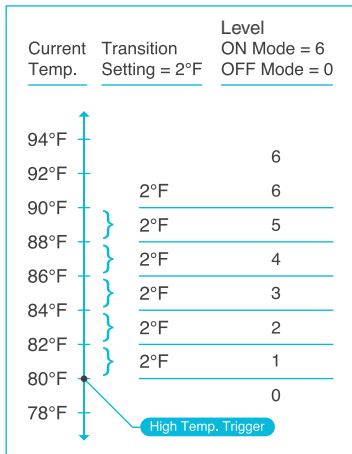 Level
Current Transition ON Mode = 6
Temp. Setting = 2°F OFF Mode = 0
94°F
6
92°F
2°F 6
90°F
2°F 5
88°F
2°F 4
86°F
2°F 3
84°F
2°F 2
82°F
2°F 1
80°F
0
78°F
High Temp. Trigger